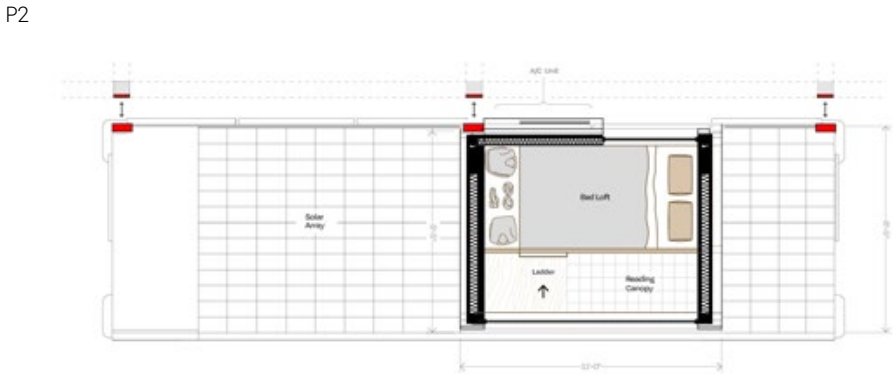 P2
A/C Unit
Bed Loft
Solar
Array
Ladder
Reading
Canopy